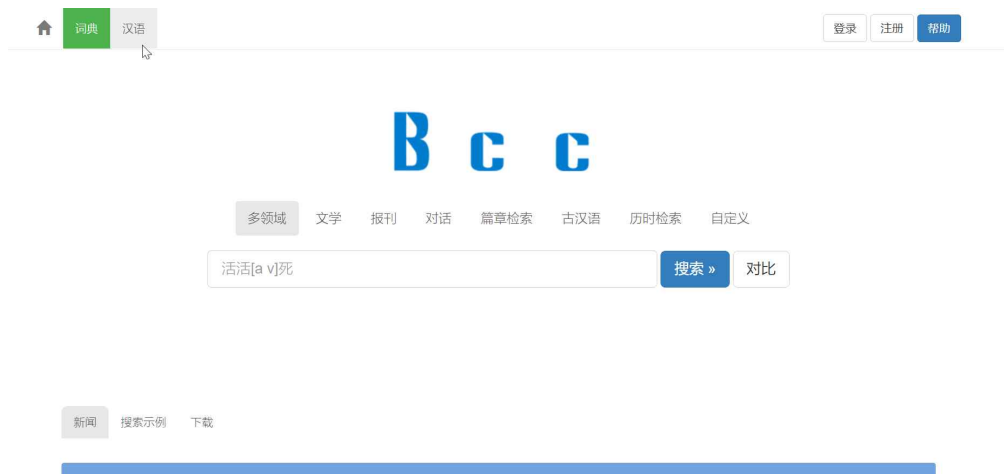 词典 汉语 登录 注册 帮助
Bcc
多领域 文学 报刊 对话 篇章检索 古汉语 历时检索 自定义
活活[a v]死 搜索 » 对比
新闻 搜索示例 下载